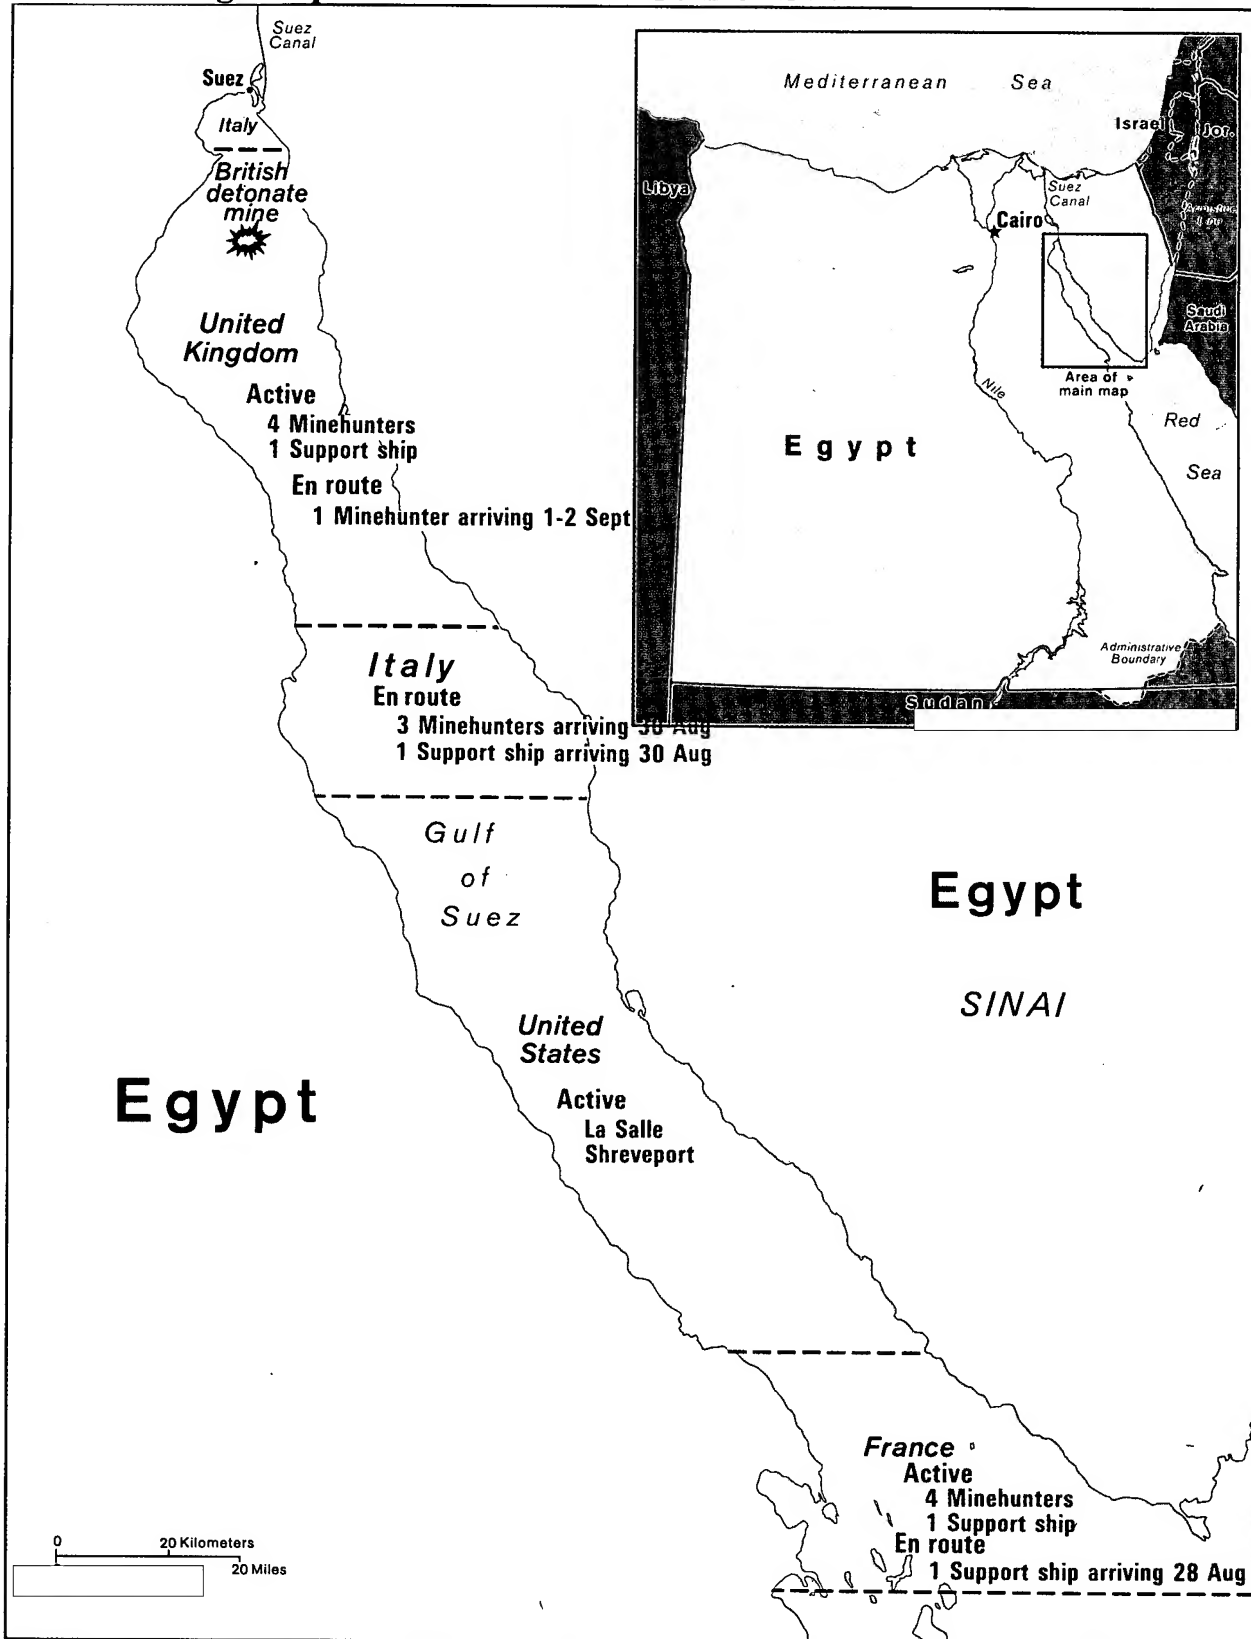 Suez
Canal
Suez
Italy
British
detonate
mine
United
Kingdom
Active
4 Minehunters
1 Support ship
En route
1 Minehunter arriving 1-2 Sept
Italy
En route
3 Minehunters arriving 30 Aug
1 Support ship arriving 30 Aug
Gulf
of
Suez
United
States
Active
La Salle
Shreveport
Egypt
Egypt
SINAI
France
Active
4 Minehunters
1 Support ship
En route
1 Support ship arriving 28 Aug
0
20 Kilometers
20 Miles
Mediterranean Sea
Israel
Jor.
Libya
Suez
Canal
Cairo
Armistice
Line
Saudi
Arabia
Area of
main map
Nile
Red
Sea
Egypt
Administrative
Boundary
Sudan